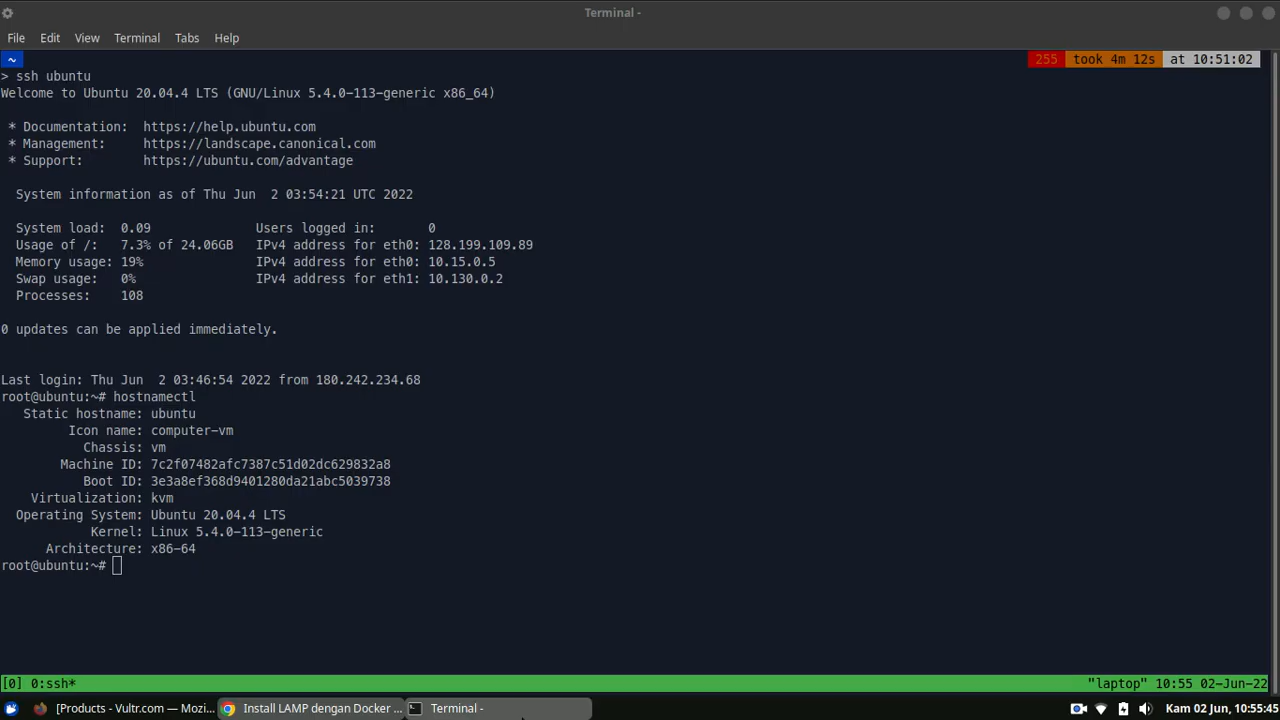 Terminal -
File Edit View Terminal Tabs Help
~ 255 took 4m 12s at 10:51:02
> ssh ubuntu
Welcome to Ubuntu 20.04.4 LTS (GNU/Linux 5.4.0-113-generic x86_64)
* Documentation: https://help.ubuntu.com
* Management: https://landscape.canonical.com
* Support: https://ubuntu.com/advantage
System information as of Thu Jun 2 03:54:21 UTC 2022
System load: 0.09 Users logged in: 0
Usage of /: 7.3% of 24.06GB IPv4 address for eth0: 128.199.109.89
Memory usage: 19% IPv4 address for eth0: 10.15.0.5
Swap usage: 0% IPv4 address for eth1: 10.130.0.2
Processes: 108
0 updates can be applied immediately.
Last login: Thu Jun 2 03:46:54 2022 from 180.242.234.68
root@ubuntu:~# hostnamectl
Static hostname: ubuntu
Icon name: computer-vm
Chassis: vm
Machine ID: 7c2f07482afc7387c51d02dc629832a8
Boot ID: 3e3a8ef368d9401280da21abc5039738
Virtualization: kvm
Operating System: Ubuntu 20.04.4 LTS
Kernel: Linux 5.4.0-113-generic
Architecture: x86-64
root@ubuntu:~#
[0] 0:ssh* "laptop" 10:55 02-Jun-22
[Products - Vultr.com — Mozi... Install LAMP dengan Docker ... Terminal - Kam 02 Jun, 10:55:45